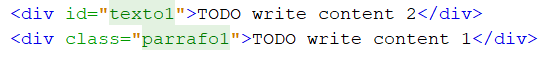 <div id="texto1">TODO write content 2</div>
<div class="parrafo1">TODO write content 1</div>